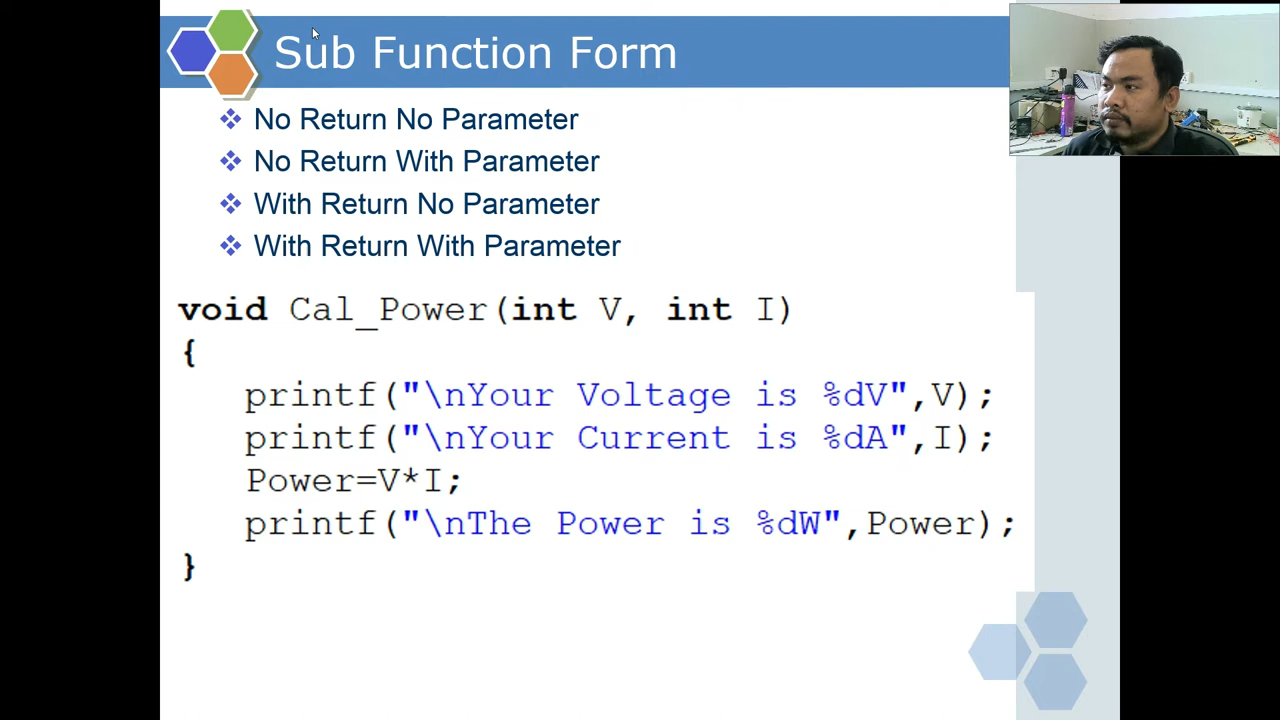 Sub Function Form
No Return No Parameter
No Return With Parameter
With Return No Parameter
With Return With Parameter
void Cal_Power(int V, int I)
{
printf("\nYour Voltage is %dV",V);
printf("\nYour Current is %dA",I);
Power=V*I;
printf("\nThe Power is %dW",Power);
}